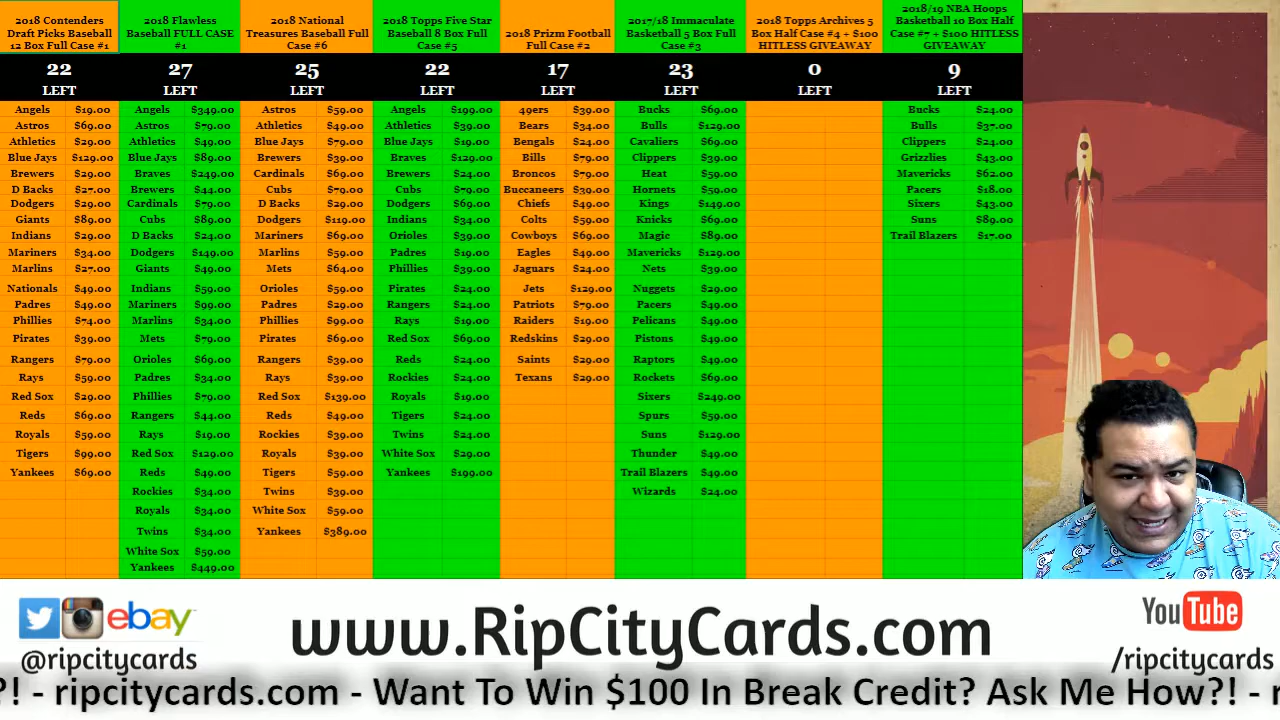 2018 Contenders
Draft Picks Baseball
12 Box Full Case #1
22
LEFT
Angels $19.00
Astros $69.00
Athletics $29.00
Blue Jays $129.00
Brewers $29.00
D Backs $27.00
Dodgers $29.00
Giants $89.00
Indians $29.00
Mariners $34.00
Marlins $27.00
Nationals $49.00
Padres $49.00
Phillies $74.00
Pirates $39.00
Rangers $79.00
Rays $59.00
Red Sox $29.00
Reds $69.00
Royals $59.00
Tigers $99.00
Yankees $69.00
2018 Flawless
Baseball FULL CASE
#1
27
LEFT
Angels $349.00
Astros $79.00
Athletics $49.00
Blue Jays $89.00
Braves $249.00
Brewers $44.00
Cardinals $79.00
Cubs $89.00
D Backs $24.00
Dodgers $149.00
Giants $49.00
Indians $59.00
Mariners $99.00
Marlins $34.00
Mets $79.00
Orioles $69.00
Padres $34.00
Phillies $79.00
Rangers $44.00
Rays $19.00
Red Sox $129.00
Reds $49.00
Rockies $34.00
Royals $34.00
Twins $34.00
White Sox $59.00
Yankees $449.00
2018 National
Treasures Baseball Full
Case #6
25
LEFT
Astros $59.00
Athletics $49.00
Blue Jays $79.00
Brewers $39.00
Cardinals $69.00
Cubs $79.00
D Backs $29.00
Dodgers $119.00
Mariners $69.00
Marlins $59.00
Mets $64.00
Orioles $59.00
Padres $29.00
Phillies $99.00
Pirates $69.00
Rangers $39.00
Rays $39.00
Red Sox $139.00
Reds $49.00
Rockies $39.00
Royals $39.00
Tigers $59.00
Twins $39.00
White Sox $59.00
Yankees $389.00
2018 Topps Five Star
Baseball 8 Box Full
Case #5
22
LEFT
Angels $199.00
Athletics $39.00
Blue Jays $19.00
Braves $129.00
Brewers $24.00
Cubs $79.00
Dodgers $69.00
Indians $34.00
Orioles $39.00
Padres $19.00
Phillies $39.00
Pirates $24.00
Rangers $24.00
Rays $19.00
Red Sox $69.00
Reds $24.00
Rockies $24.00
Royals $19.00
Tigers $24.00
Twins $24.00
White Sox $29.00
Yankees $199.00
2018 Prizm Football
Full Case #2
17
LEFT
49ers $39.00
Bears $34.00
Bengals $24.00
Bills $79.00
Broncos $79.00
Buccaneers $39.00
Chiefs $49.00
Colts $59.00
Cowboys $69.00
Eagles $49.00
Jaguars $24.00
Jets $129.00
Patriots $79.00
Raiders $19.00
Redskins $29.00
Saints $29.00
Texans $29.00
2017/18 Immaculate
Basketball 5 Box Full
Case #3
23
LEFT
Bucks $69.00
Bulls $129.00
Cavaliers $69.00
Clippers $39.00
Heat $59.00
Hornets $59.00
Kings $149.00
Knicks $69.00
Magic $89.00
Mavericks $129.00
Nets $39.00
Nuggets $29.00
Pacers $49.00
Pelicans $49.00
Pistons $49.00
Raptors $49.00
Rockets $69.00
Sixers $249.00
Spurs $59.00
Suns $129.00
Thunder $49.00
Trail Blazers $49.00
Wizards $24.00
2018 Topps Archives 5
Box Half Case #4 + $100
HITLESS GIVEAWAY
0
LEFT
2018/19 NBA Hoops
Basketball 10 Box Half
Case #7 + $100 HITLESS
GIVEAWAY
9
LEFT
Bucks $24.00
Bulls $37.00
Clippers $24.00
Grizzlies $43.00
Mavericks $62.00
Pacers $18.00
Sixers $43.00
Suns $89.00
Trail Blazers $17.00
ebay
@ripcitycards
www.RipCityCards.com
YouTube
/ripcitycards
?! - ripcitycards.com - Want To Win $100 In Break Credit? Ask Me How?! - r